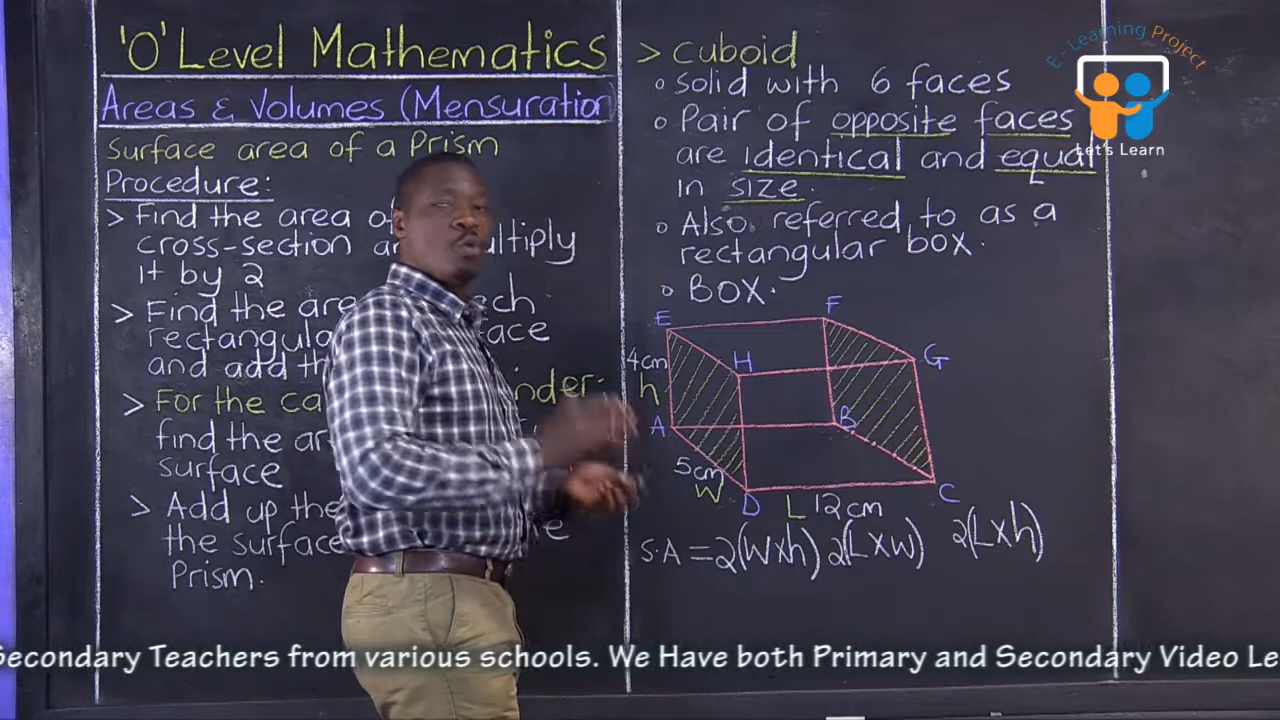 'O' Level Mathematics
Areas & Volumes (Mensuration
Surface area of a Prism
Procedure:
> Find the area of
cross-section
multiply
it by 2
> Find the
rectangular
and add
> For the
find the
surface
> Add up the
the surface
Prism.
> Cuboid
o Solid with 6 faces
o Pair of opposite faces
are identical and equal
in size.
o Also referred to as a
rectangular box.
o Box.
E
F
H
G
4cm
h
A
B
5cm
W
D
L 12cm
C
S.A = 2(W x h) 2(L x w) 2(L x h)
E - Learning Project
Let's Learn
Secondary Teachers from various schools. We Have both Primary and Secondary Video Le